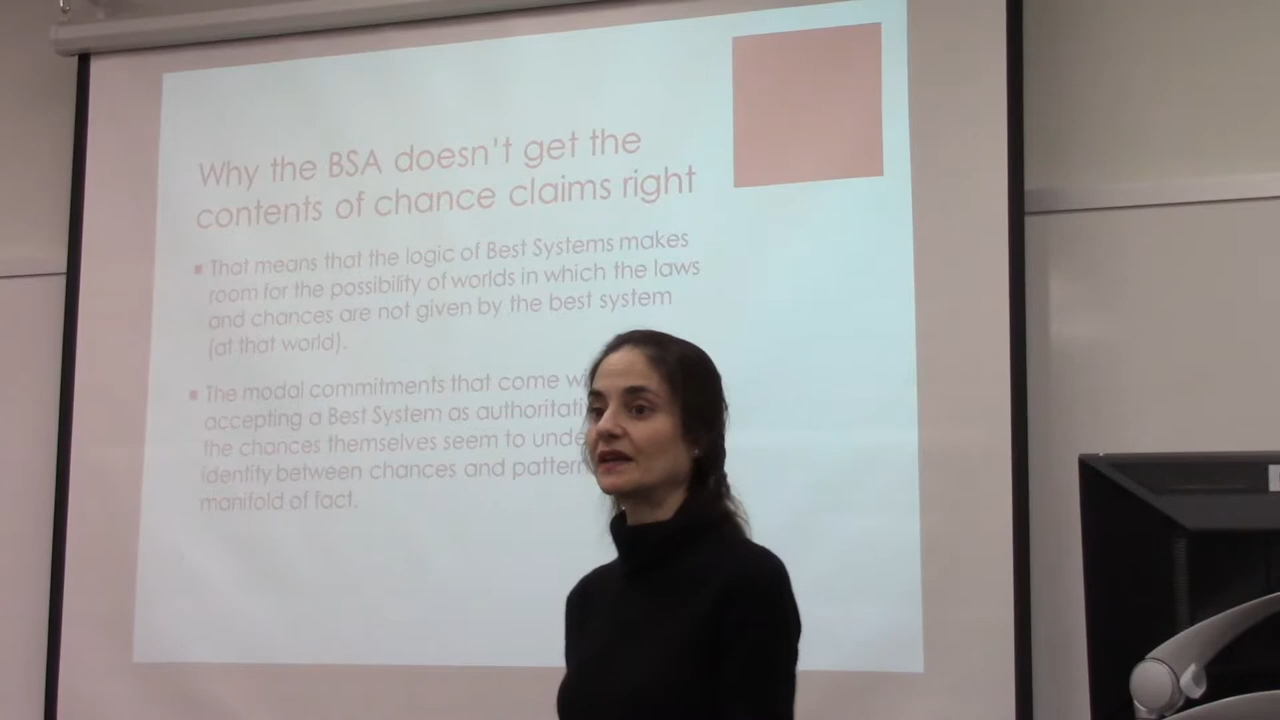 Why the BSA doesn't get the
contents of chance claims right
That means that the logic of Best Systems makes
room for the possibility of worlds in which the laws
and chances are not given by the best system
(at that world).
The modal commitments that come
accepting a Best System as
the chances themselves seem to
identity between chances and
manifold of fact.